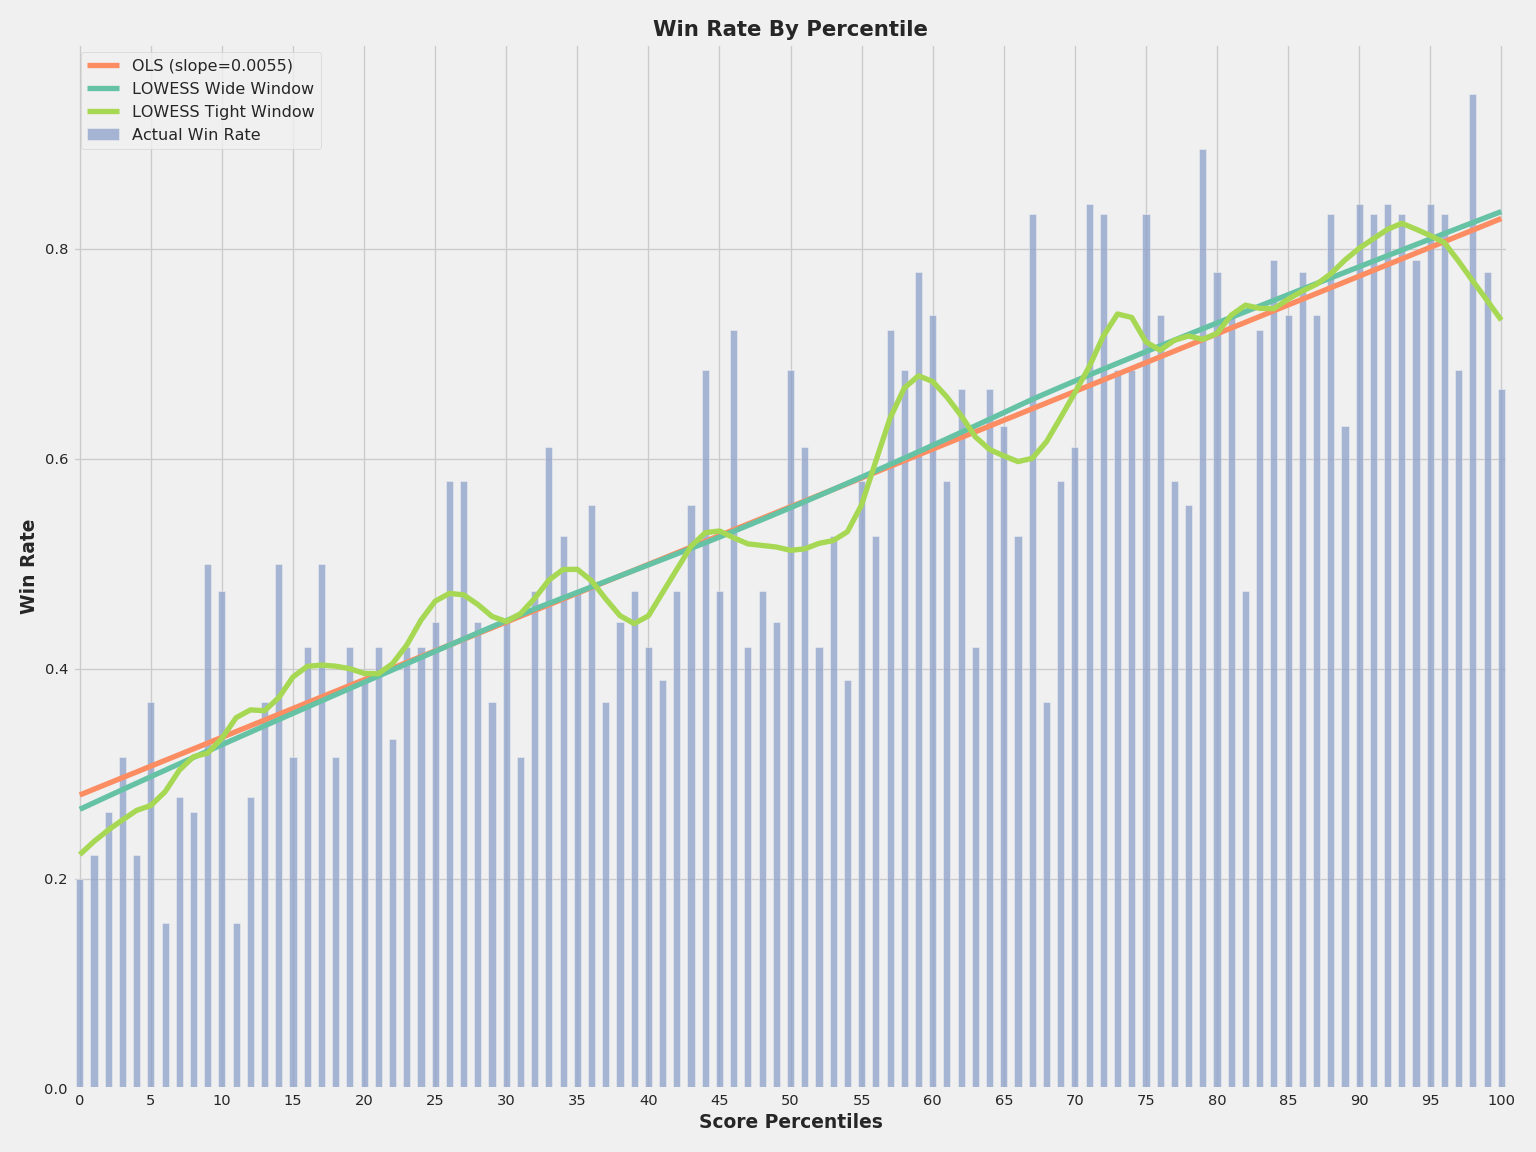 Win Rate By Percentile
OLS (slope=0.0055)
LOWESS Wide Window
LOWESS Tight Window
Actual Win Rate
Win Rate
0.8
0.6
0.4
0.2
0.0
0 5 10 15 20 25 30 35 40 45 50 55 60 65 70 75 80 85 90 95 100
Score Percentiles